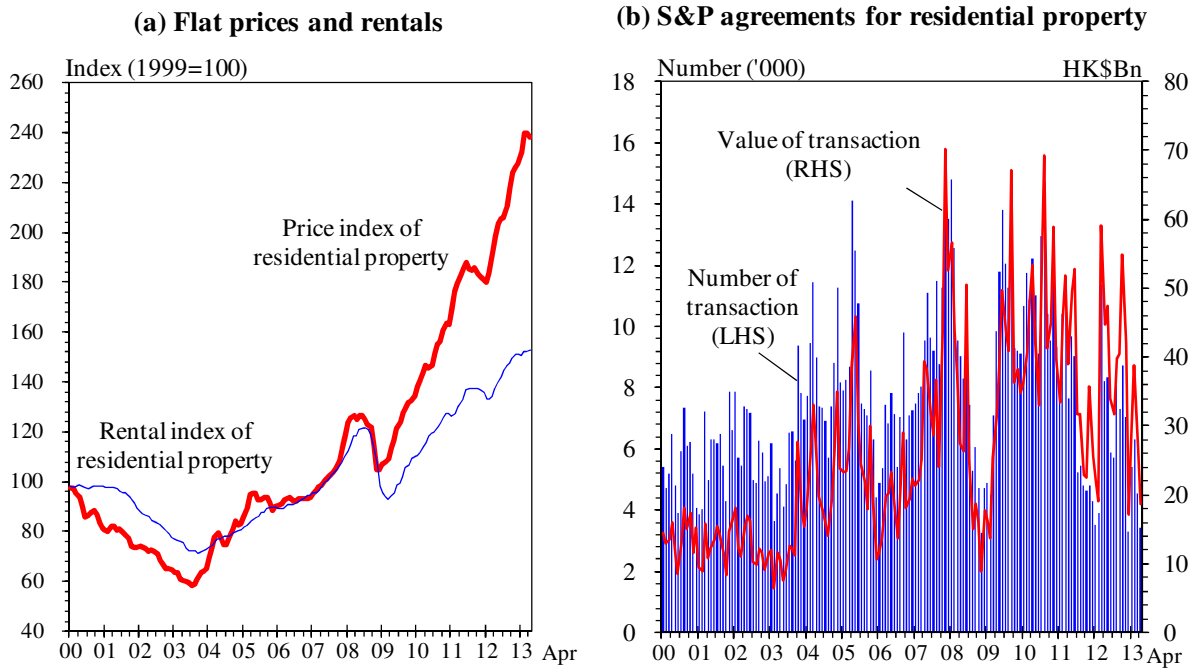 (a) Flat prices and rentals
Index (1999=100)
260
240
220
200
180
160
140
120
100
80
60
40
Price index of
residential property
Rental index of
residential property
00 01 02 03 04 05 06 07 08 09 10 11 12 13 Apr
(b) S&P agreements for residential property
Number ('000)
HK$Bn
18
16
14
12
10
8
6
4
2
0
Value of transaction
(RHS)
Number of
transaction
(LHS)
80
70
60
50
40
30
20
10
0
00 01 02 03 04 05 06 07 08 09 10 11 12 13 Apr